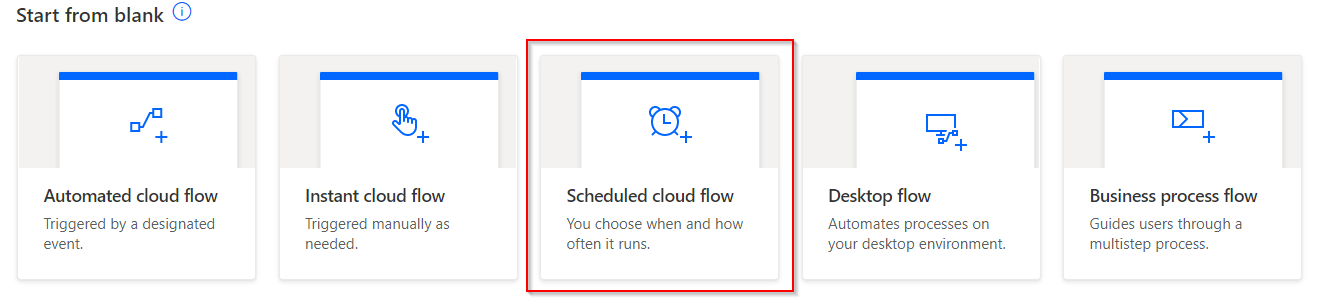 Start from blank
Automated cloud flow
Triggered by a designated
event.
Instant cloud flow
Triggered manually as
needed.
Scheduled cloud flow
You choose when and how
often it runs.
Desktop flow
Automates processes on
your desktop environment.
Business process flow
Guides users through a
multistep process.